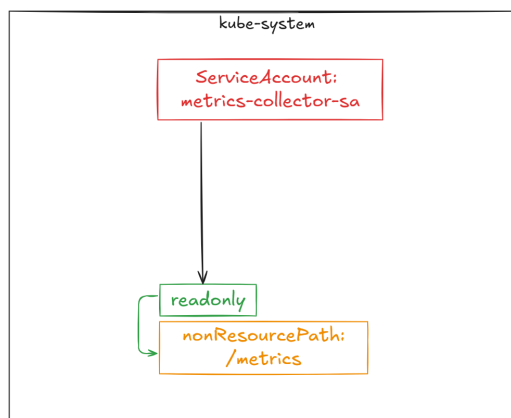 kube-system
ServiceAccount:
metrics-collector-sa
readonly
nonResourcePath:
/metrics